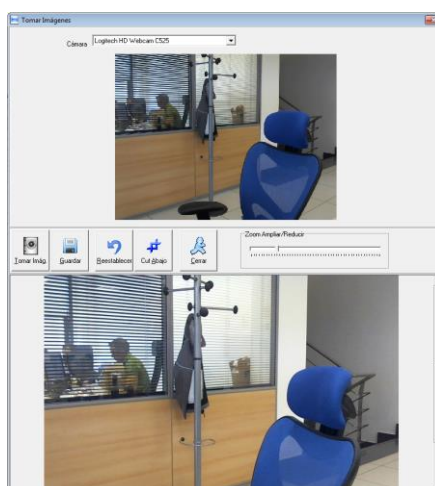 Tomar Imágenes
Cámara Logitech HD Webcam C525
Zoom Ampliar/Reducir
Tomar Imág. Guardar Reestablecer Cut Abajo Cerrar